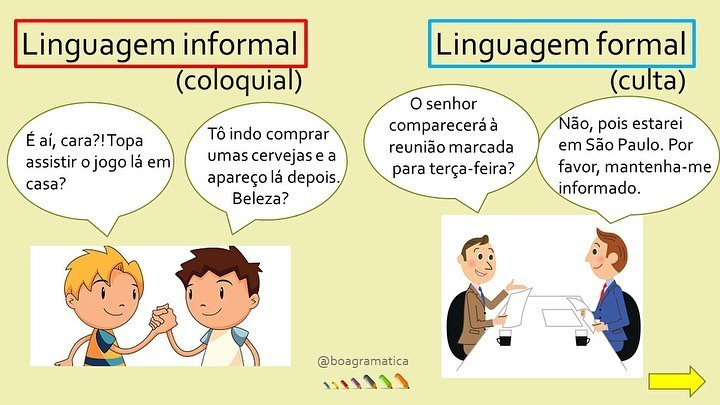 Linguagem informal
(coloquial)
É aí, cara?! Topa
assistir o jogo lá em
casa?
Tô indo comprar
umas cervejas e a
apareço lá depois.
Beleza?
Linguagem formal
(culta)
O senhor
comparecerá à
reunião marcada
para terça-feira?
Não, pois estarei
em São Paulo. Por
favor, mantenha-me
informado.
@boagramatica